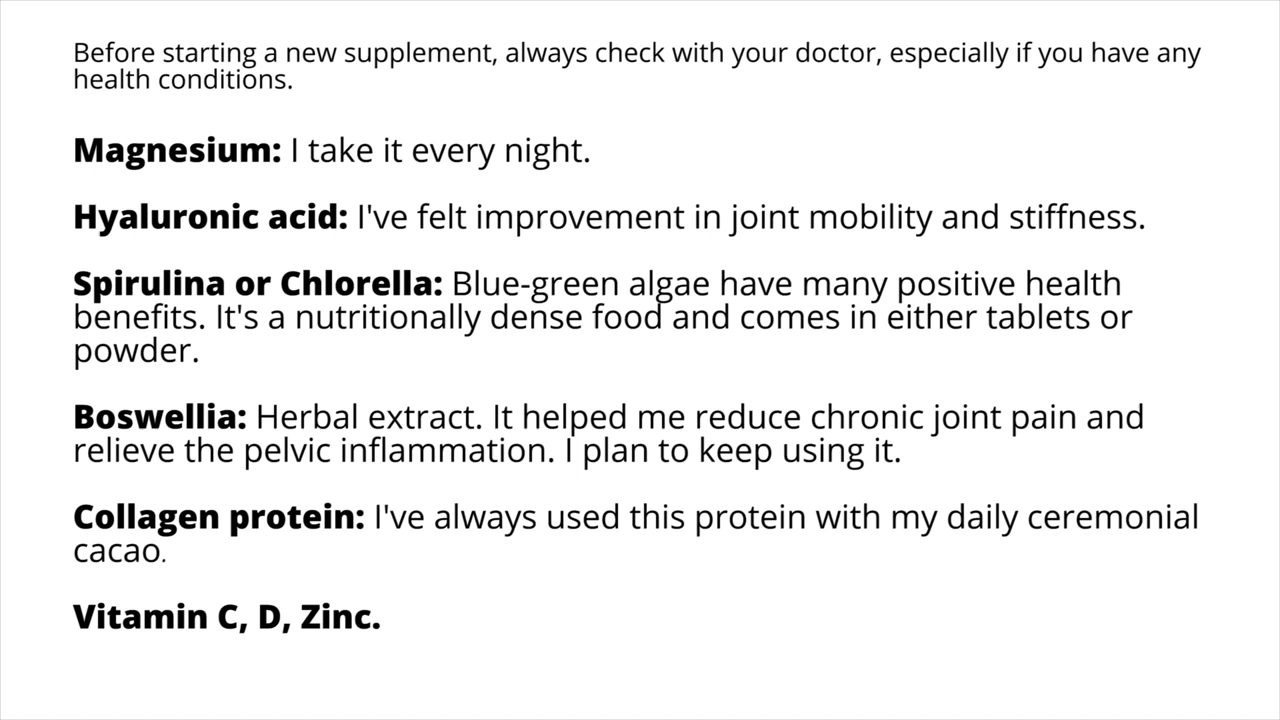 Before starting a new supplement, always check with your doctor, especially if you have any
health conditions.
Magnesium: I take it every night.
Hyaluronic acid: I've felt improvement in joint mobility and stiffness.
Spirulina or Chlorella: Blue-green algae have many positive health
benefits. It's a nutritionally dense food and comes in either tablets or
powder.
Boswellia: Herbal extract. It helped me reduce chronic joint pain and
relieve the pelvic inflammation. I plan to keep using it.
Collagen protein: I've always used this protein with my daily ceremonial
cacao.
Vitamin C, D, Zinc.